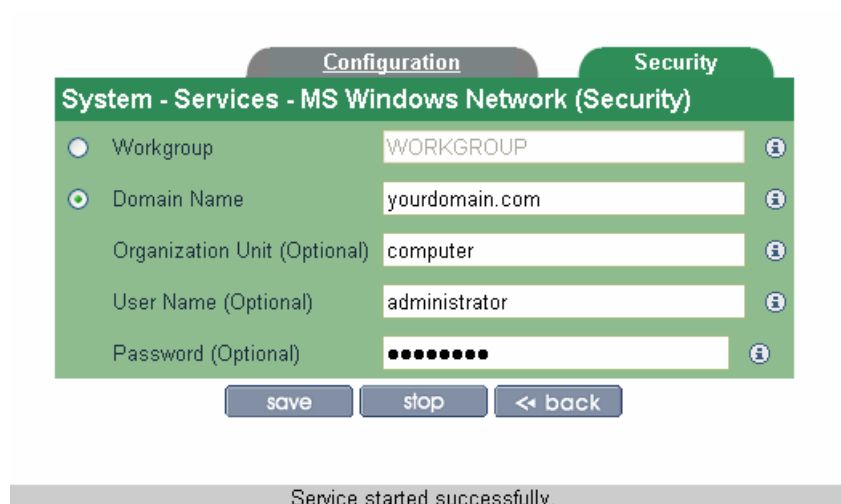 Configuration Security
System - Services - MS Windows Network (Security)
Workgroup WORKGROUP
Domain Name yourdomain.com
Organization Unit (Optional) computer
User Name (Optional) administrator
Password (Optional) ●●●●●●●●
save stop << back
Service started successfully.